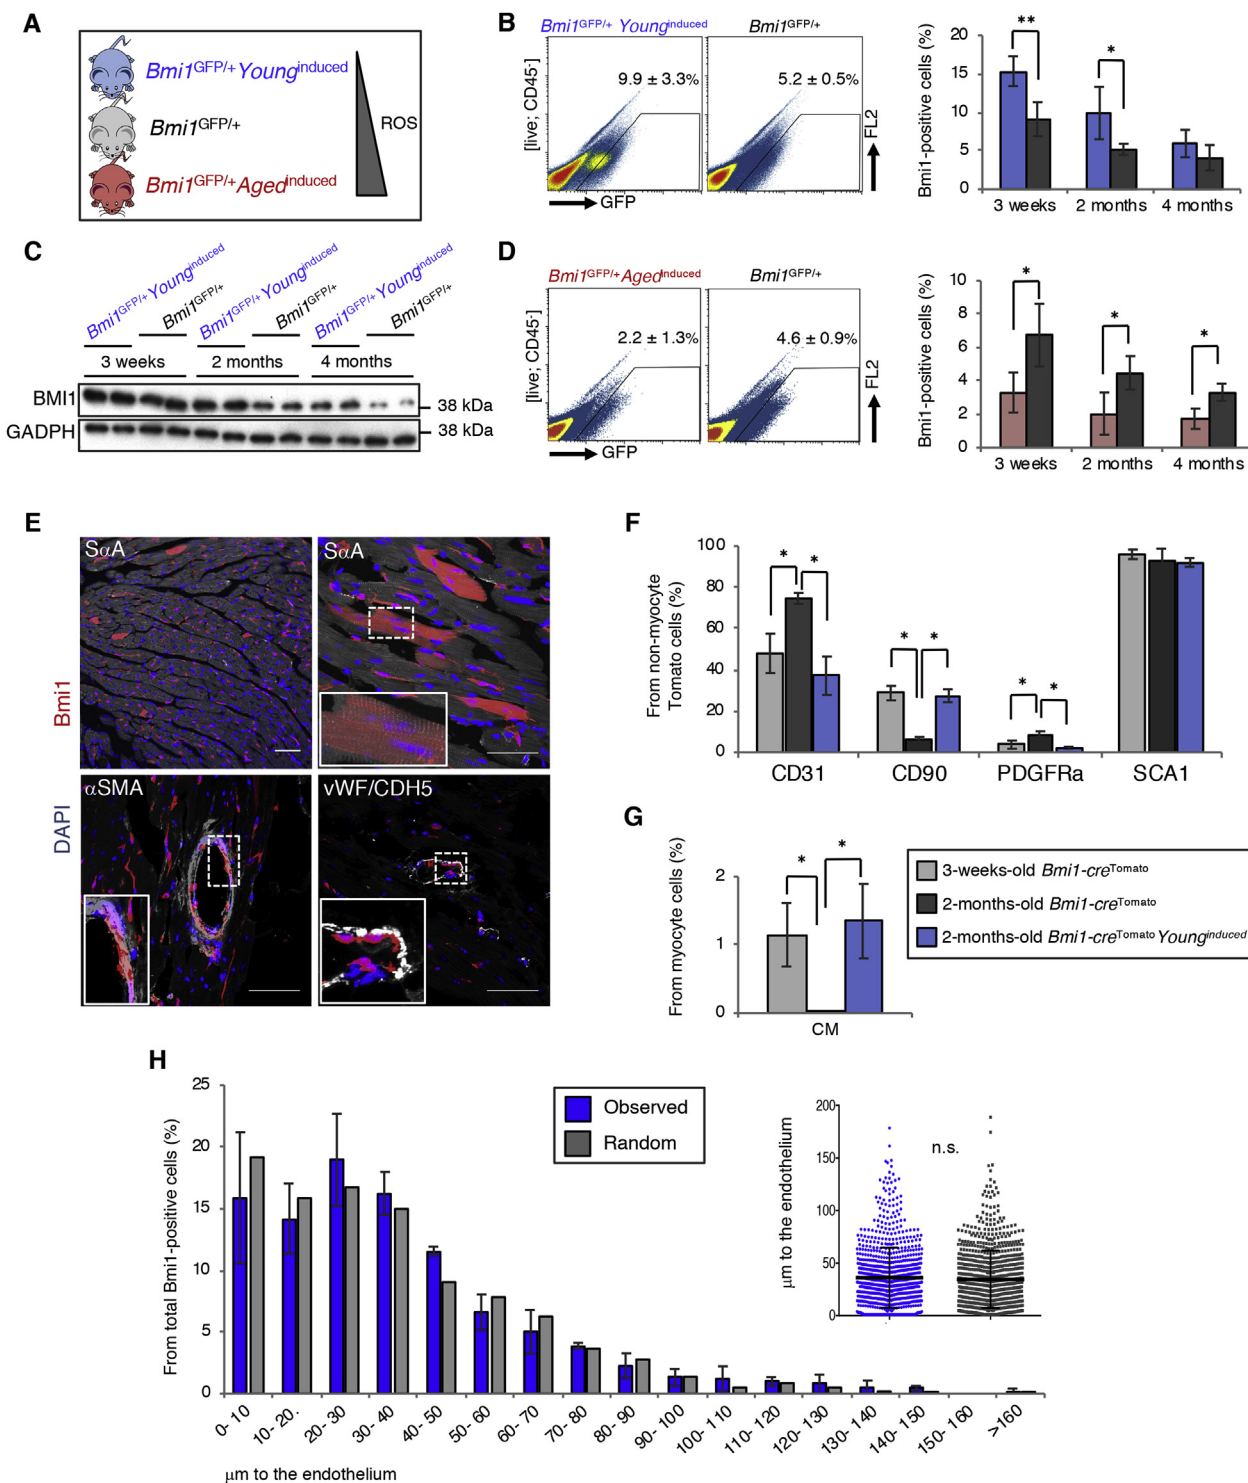 A
Bmi1GFP/+Younginduced
Bmi1GFP/+
Bmi1GFP/+Agedinduced
ROS
B
Bmi1GFP/+ Younginduced
Bmi1GFP/+
9.9 ± 3.3%
5.2 ± 0.5%
[live; CD45-]
GFP
FL2
Bmi1-positive cells (%)
20
15
10
5
0
**
*
3 weeks
2 months
4 months
C
Bmi1GFP/+ Younginduced
Bmi1GFP/+
Bmi1GFP/+ Younginduced
Bmi1GFP/+
Bmi1GFP/+ Younginduced
Bmi1GFP/+
3 weeks
2 months
4 months
BMI1
38 kDa
GADPH
38 kDa
D
Bmi1GFP/+Agedinduced
Bmi1GFP/+
2.2 ± 1.3%
4.6 ± 0.9%
[live; CD45-]
GFP
FL2
Bmi1-positive cells (%)
10
8
6
4
2
0
*
*
*
3 weeks
2 months
4 months
E
SαA
SαA
Bmi1
αSMA
vWF/CDH5
DAPI
F
From non-myocyte
Tomato cells (%)
100
80
60
40
20
0
* *
* *
* *
CD31
CD90
PDGFRa
SCA1
G
From myocyte cells (%)
2
1
0
* *
CM
3-weeks-old Bmi1-creTomato
2-months-old Bmi1-creTomato
2-months-old Bmi1-creTomato Younginduced
H
From total Bmi1-positive cells (%)
25
20
15
10
5
0
Observed
Random
0- 10
10- 20.
20- 30
30- 40
40- 50
50- 60
60- 70
70- 80
80- 90
90- 100
100- 110
110- 120
120- 130
130- 140
140- 150
150- 160
>160
μm to the endothelium
μm to the endothelium
200
150
100
50
0
n.s.